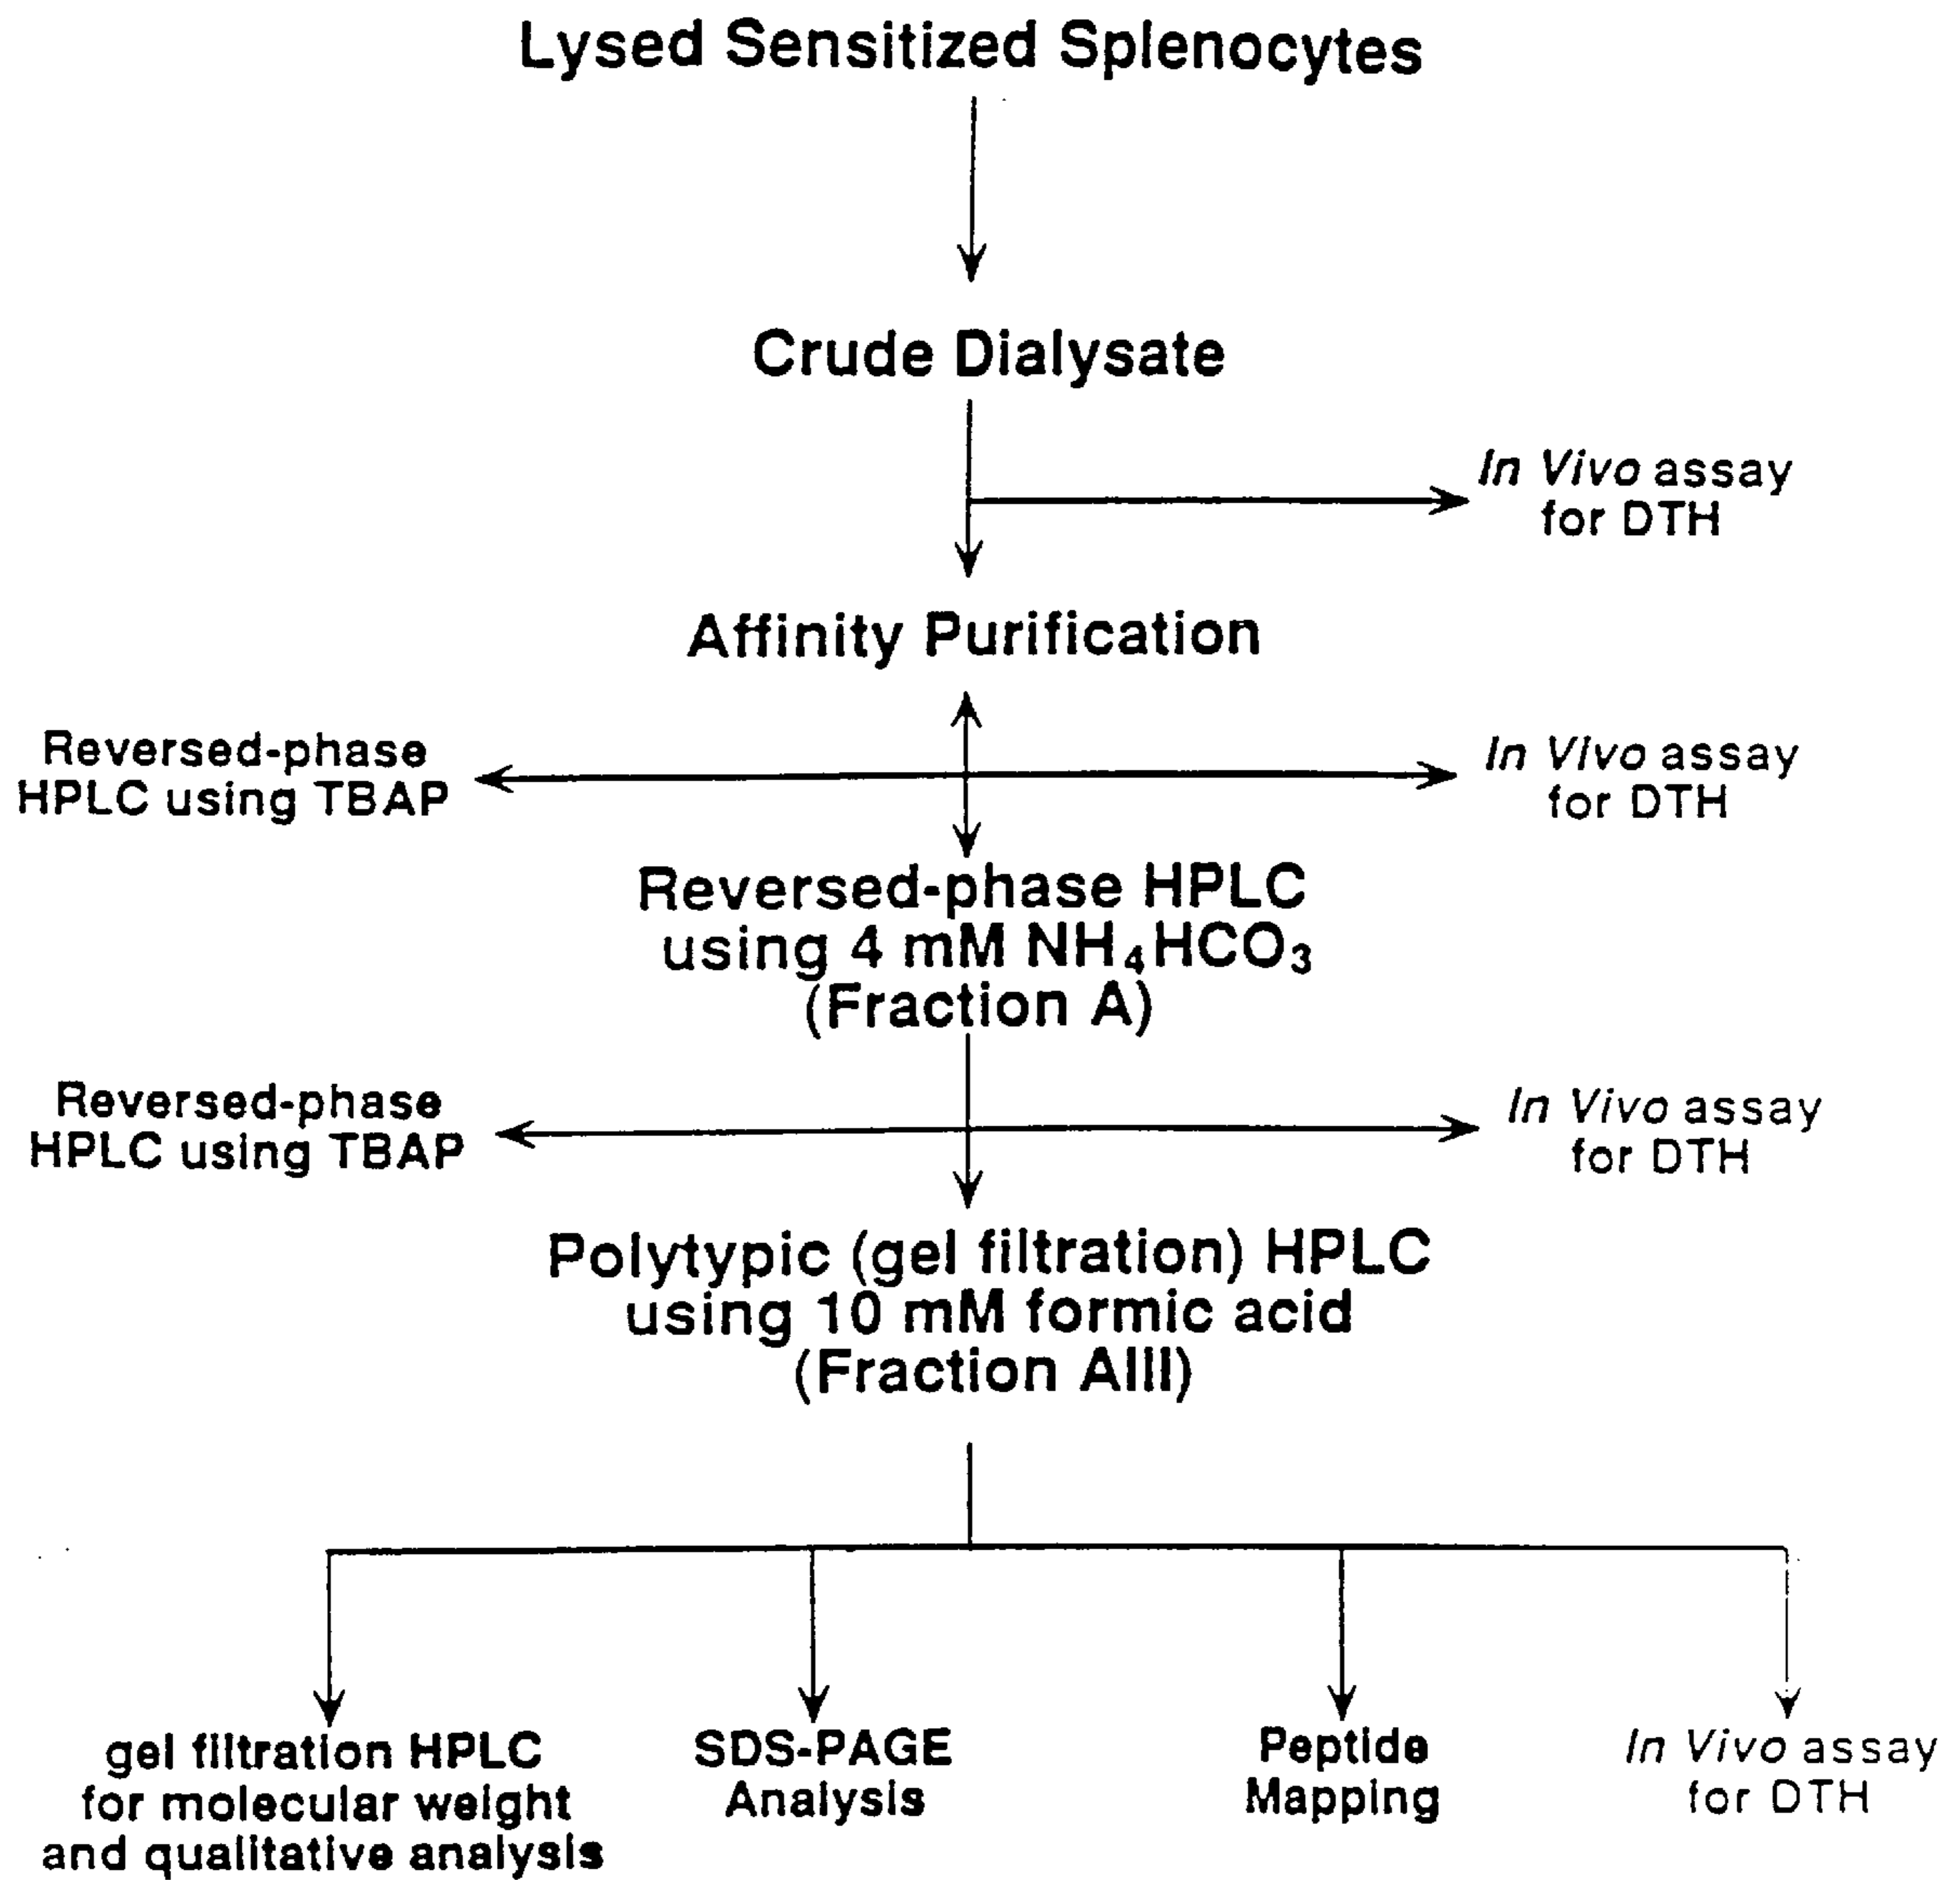 Lysed Sensitized Splenocytes
Crude Dialysate
In Vivo assay
for DTH
Affinity Purification
Reversed-phase
HPLC using TBAP
In Vivo assay
for DTH
Reversed-phase HPLC
using 4 mM NH₄HCO₃
(Fraction A)
Reversed-phase
HPLC using TBAP
In Vivo assay
for DTH
Polytypic (gel filtration) HPLC
using 10 mM formic acid
(Fraction AIII)
gel filtration HPLC
for molecular weight
and qualitative analysis
SDS-PAGE
Analysis
Peptide
Mapping
In Vivo assay
for DTH